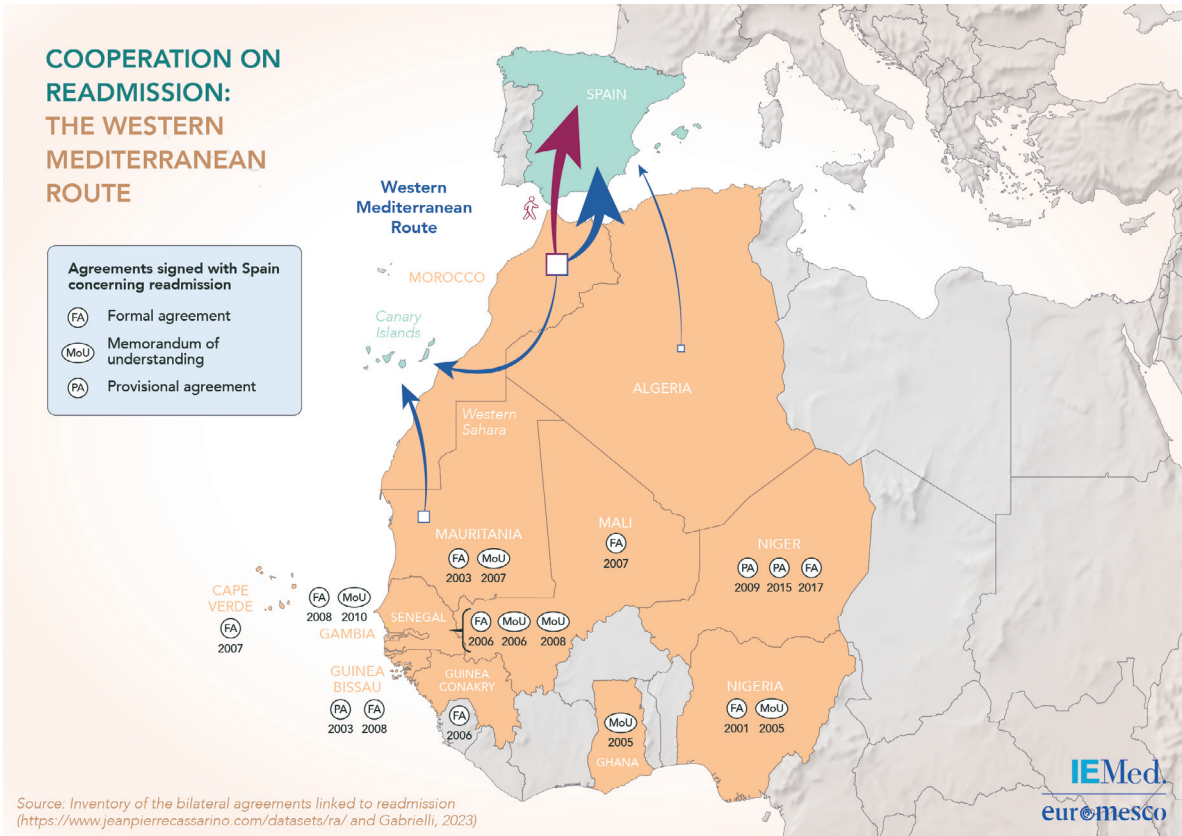 COOPERATION ON
READMISSION:
THE WESTERN
MEDITERRANEAN
ROUTE
Agreements signed with Spain
concerning readmission
FA Formal agreement
MoU Memorandum of
understanding
PA Provisional agreement
SPAIN
Western
Mediterranean
Route
MOROCCO
Canary
Islands
ALGERIA
Western
Sahara
MAURITANIA
FA MoU
2003 2007
MALI
FA
2007
NIGER
PA PA FA
2009 2015 2017
CAPE
VERDE
FA
2007
FA MoU
2008 2010
GAMBIA
SENEGAL
FA MoU MoU
2006 2006 2008
GUINEA
BISSAU
PA FA
2003 2008
GUINEA
CONAKRY
FA
2006
MoU
2005
GHANA
NIGERIA
FA MoU
2001 2005
Source: Inventory of the bilateral agreements linked to readmission
(https://www.jeanpierrecassarino.com/datasets/ra/ and Gabrielli, 2023)
IEMed.
euromesco